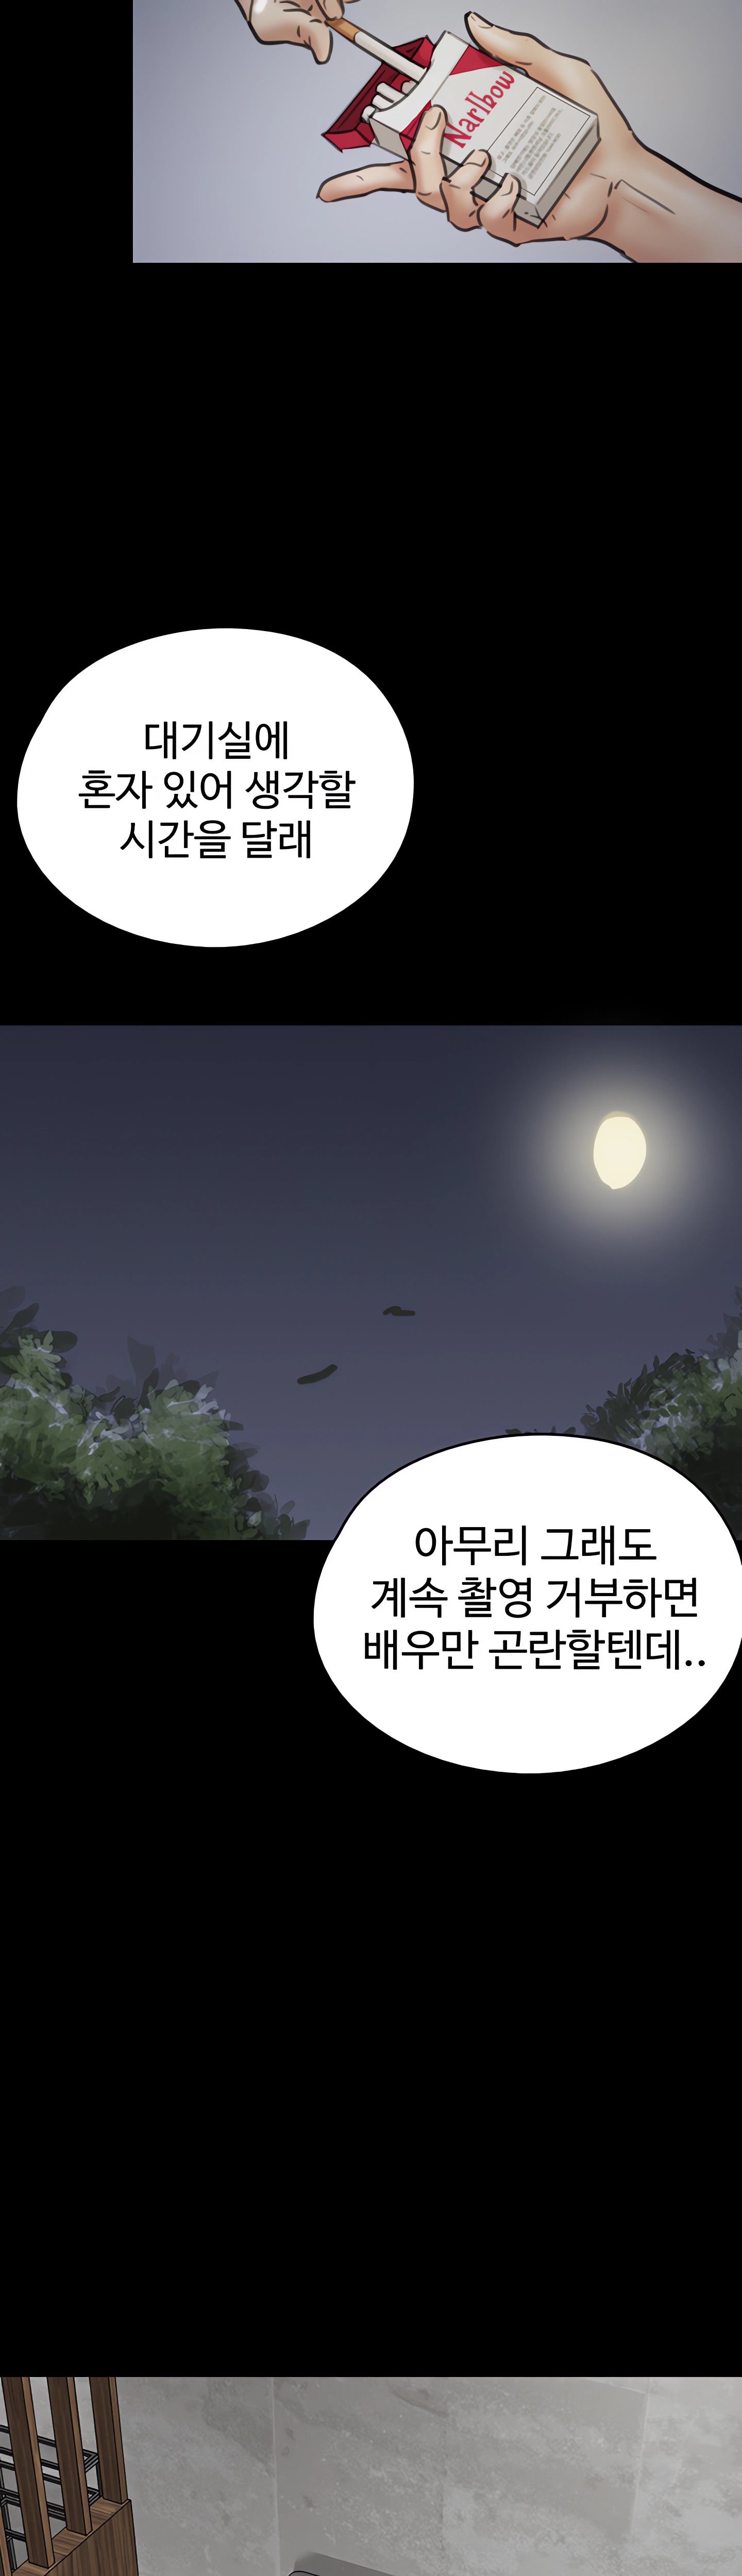 Narlbow
대기실에
혼자 있어 생각할
시간을 달래
아무리 그래도
계속 촬영 거부하면
배우만 곤란할텐데..